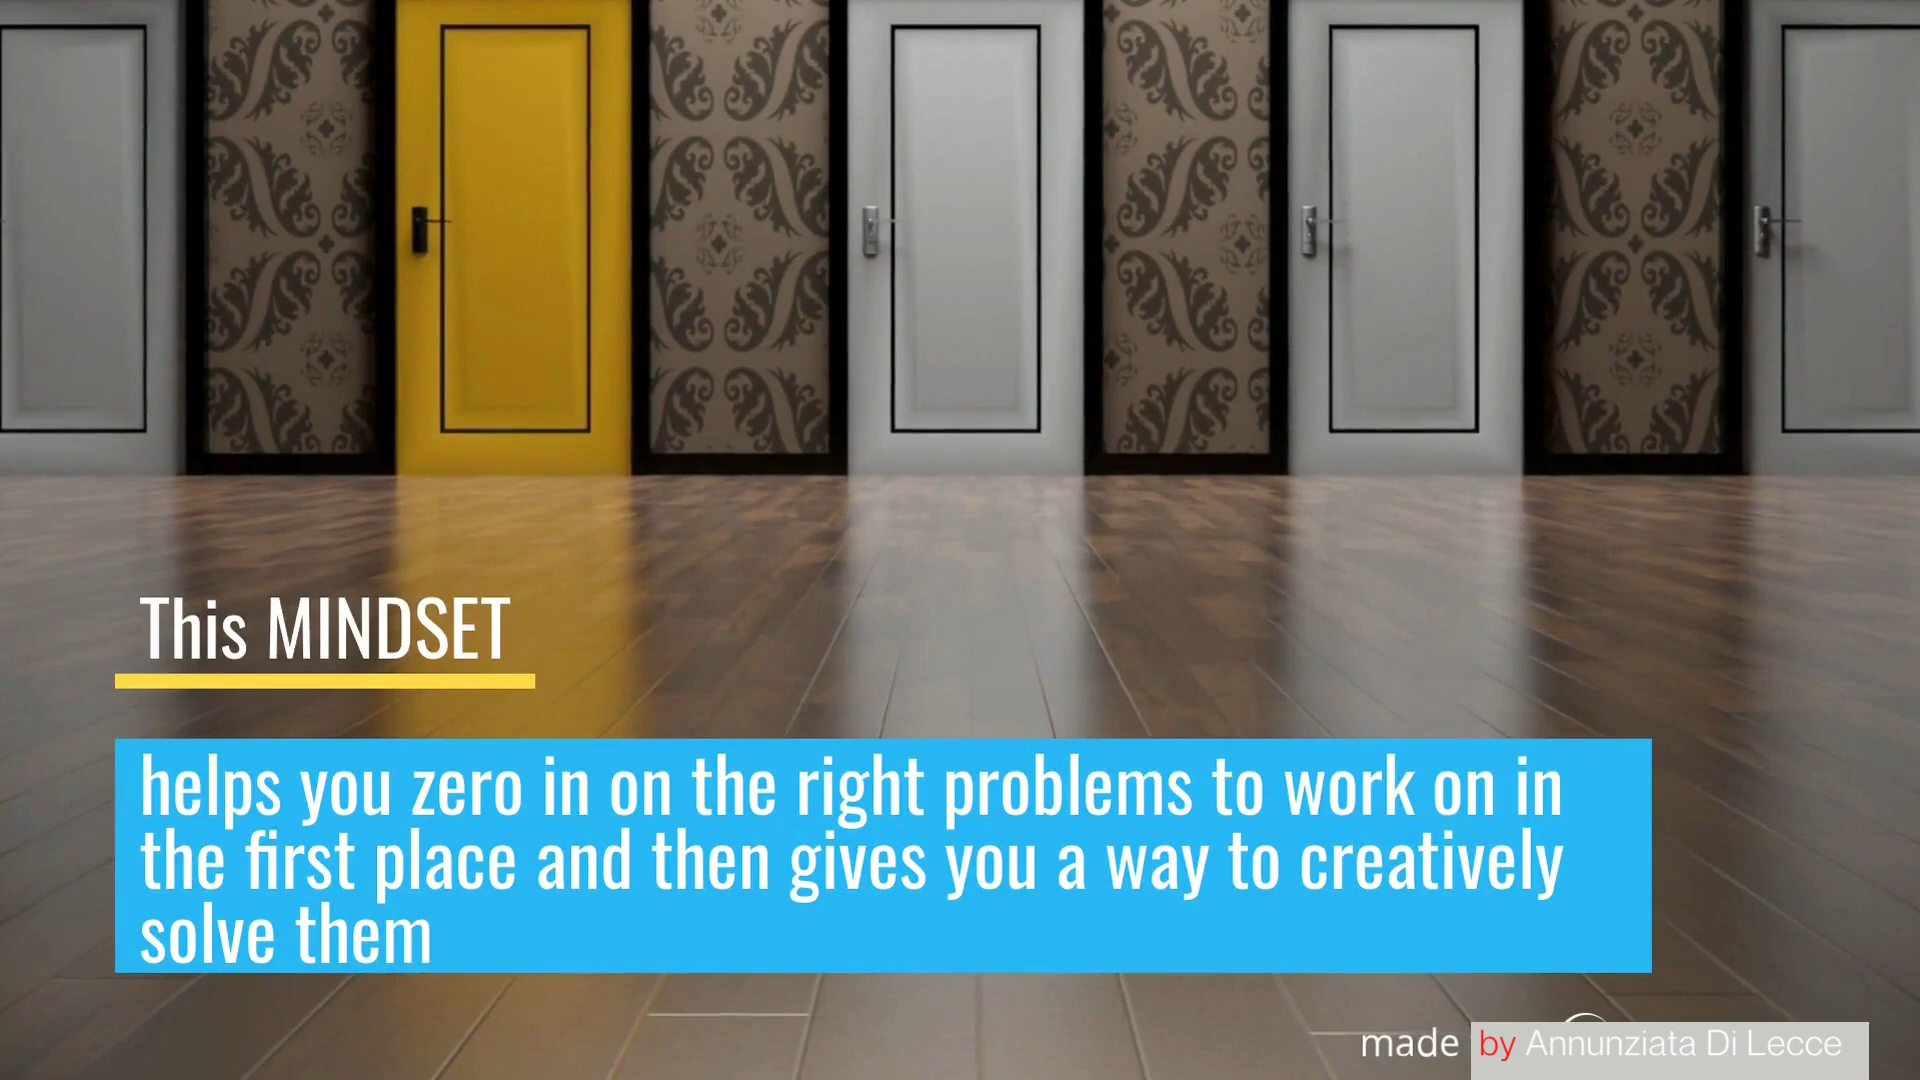 This MINDSET
helps you zero in on the right problems to work on in
the first place and then gives you a way to creatively
solve them
made by Annunziata Di Lecce